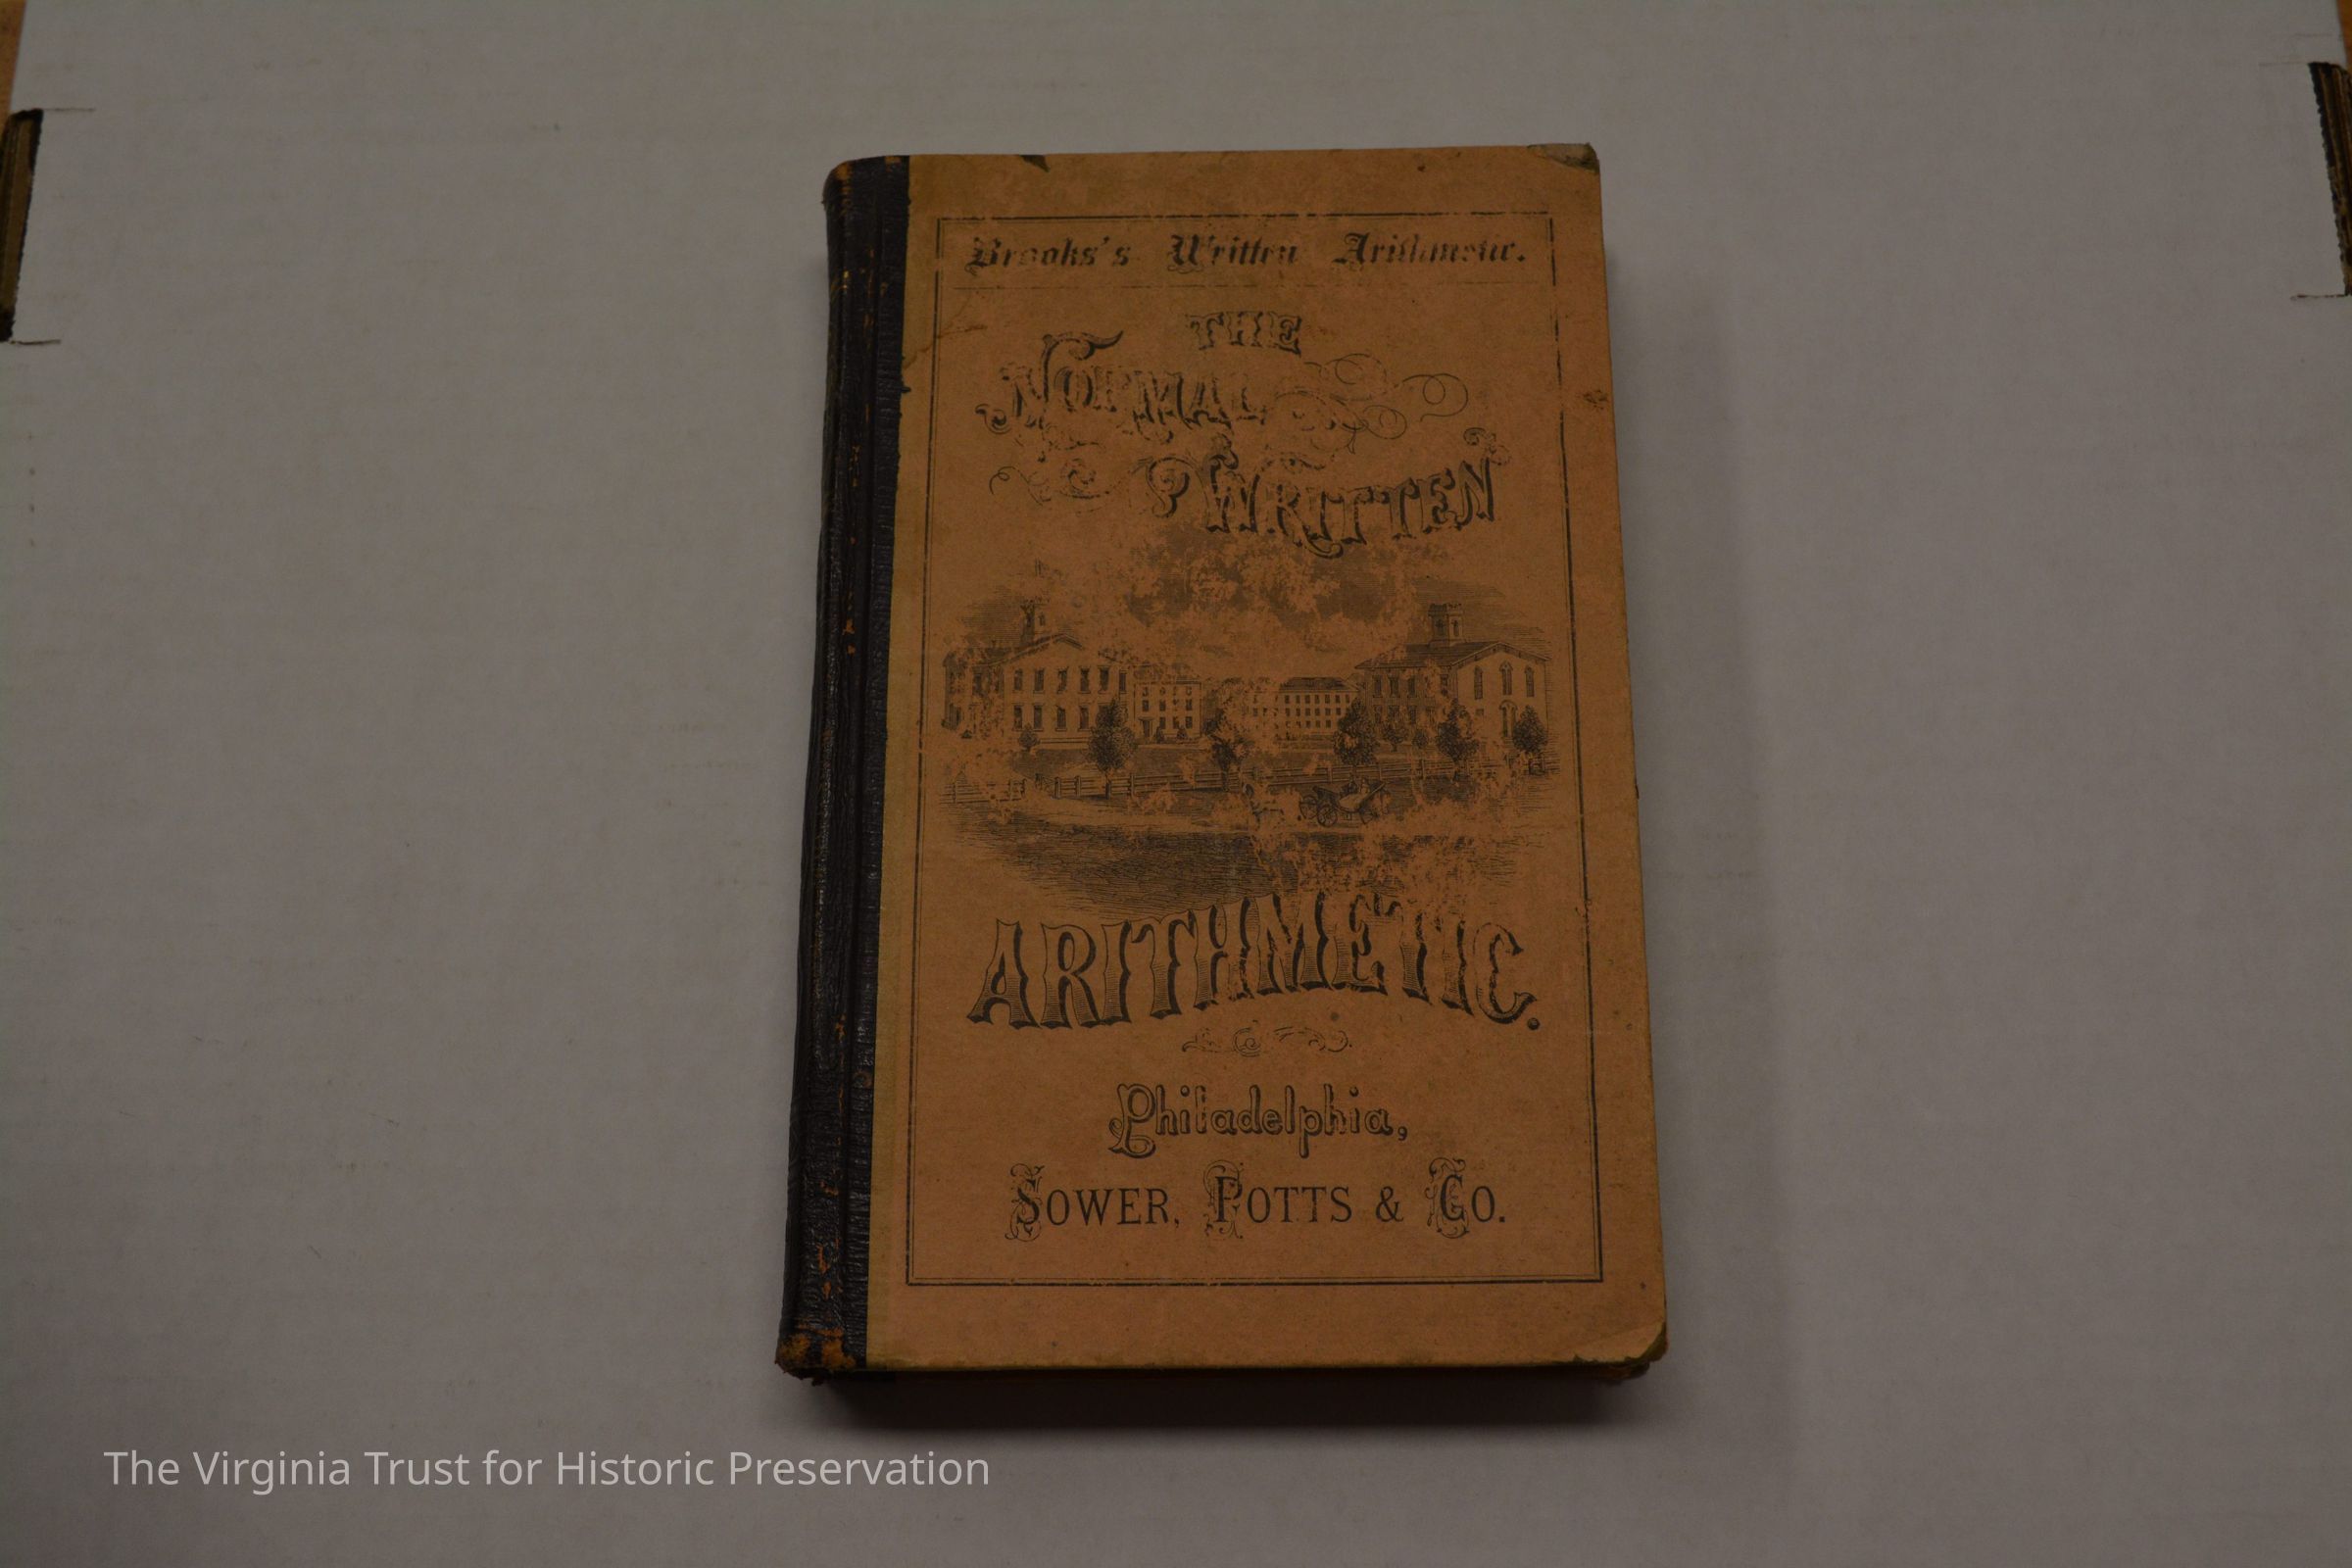 Brooks's Written Arithmetic.
THE
NORMAL
WRITTEN
ARITHMETIC.
Philadelphia,
SOWER, POTTS & CO.
The Virginia Trust for Historic Preservation